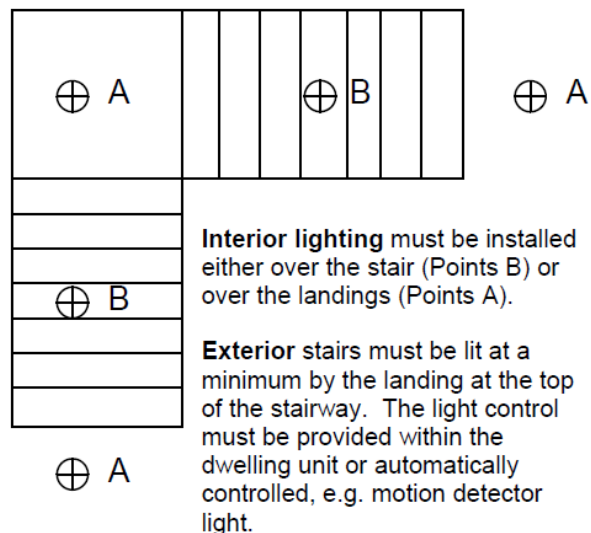 A
B
A
B
A
Interior lighting must be installed
either over the stair (Points B) or
over the landings (Points A).
Exterior stairs must be lit at a
minimum by the landing at the top
of the stairway. The light control
must be provided within the
dwelling unit or automatically
controlled, e.g. motion detector
light.